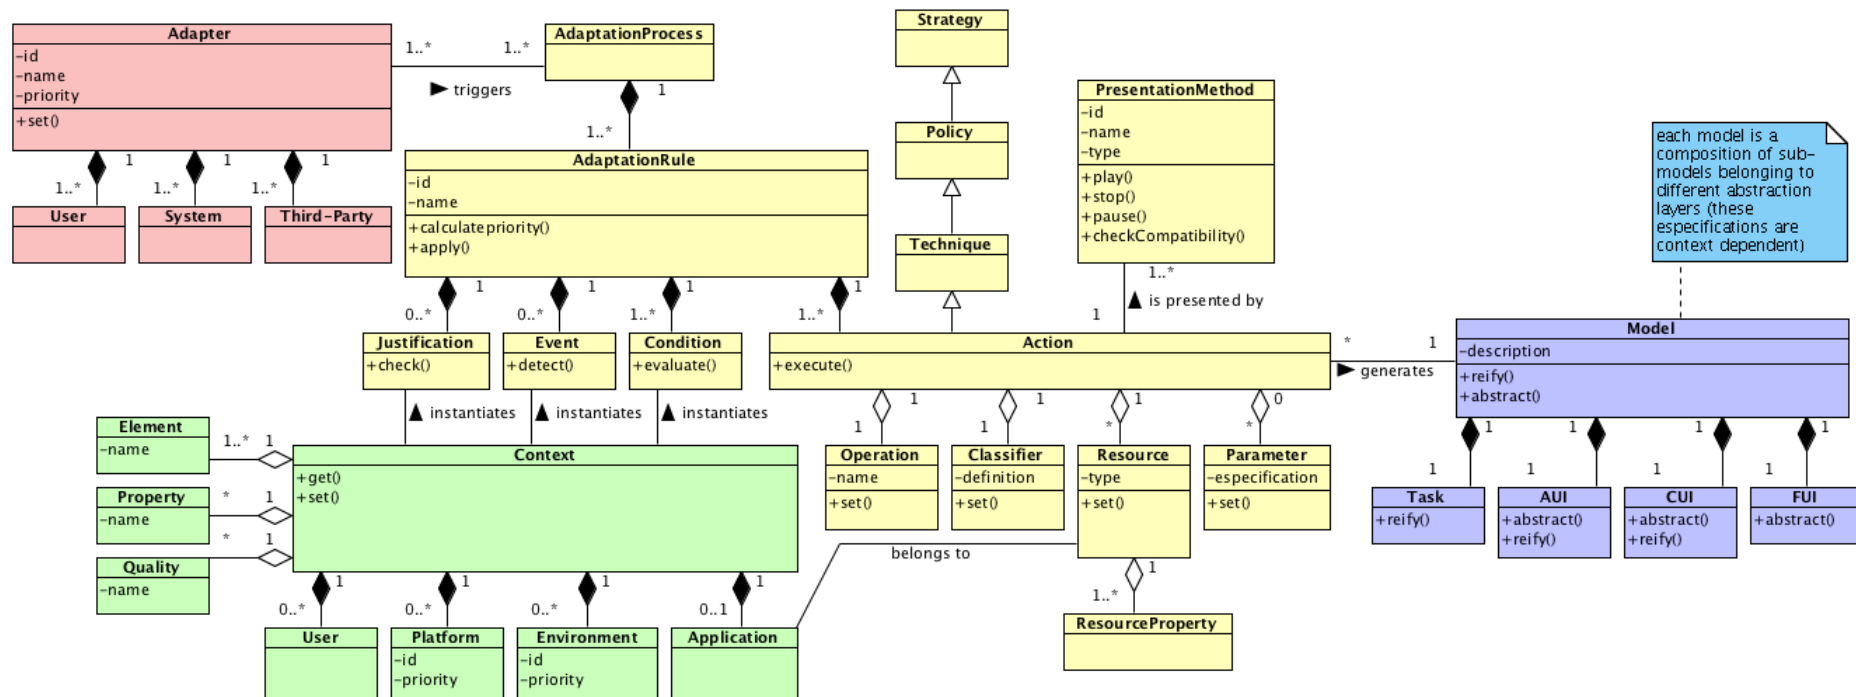 Adapter
-id
-name
-priority
+set()
1..*
1..*
triggers
AdaptationProcess
1
1..*
1
1..*
1
1..*
1
1..*
User
System
Third-Party
AdaptationRule
-id
-name
+calculatepriority()
+apply()
1
0..*
1
0..*
1
1..*
1
1..*
Strategy
Policy
Technique
PresentationMethod
-id
-name
-type
+play()
+stop()
+pause()
+checkCompatibility()
1..*
is presented by
1
each model is a
composition of sub-
models belonging to
different abstraction
layers (these
especifications are
context dependent)
Justification
+check()
Event
+detect()
Condition
+evaluate()
Action
+execute()
*
1
generates
Model
-description
+reify()
+abstract()
instantiates
instantiates
instantiates
1
1
1
1
1
*
0
*
1
1
1
1
1
1
1
1
Element
-name
1..*
1
Property
-name
*
1
Quality
-name
*
1
Context
+get()
+set()
Operation
-name
+set()
Classifier
-definition
+set()
Resource
-type
+set()
Parameter
-especification
+set()
Task
+reify()
AUI
+abstract()
+reify()
CUI
+abstract()
+reify()
FUI
+abstract()
belongs to
1
1..*
ResourceProperty
1
0..*
1
0..*
1
0..*
1
0..1
User
Platform
-id
-priority
Environment
-id
-priority
Application